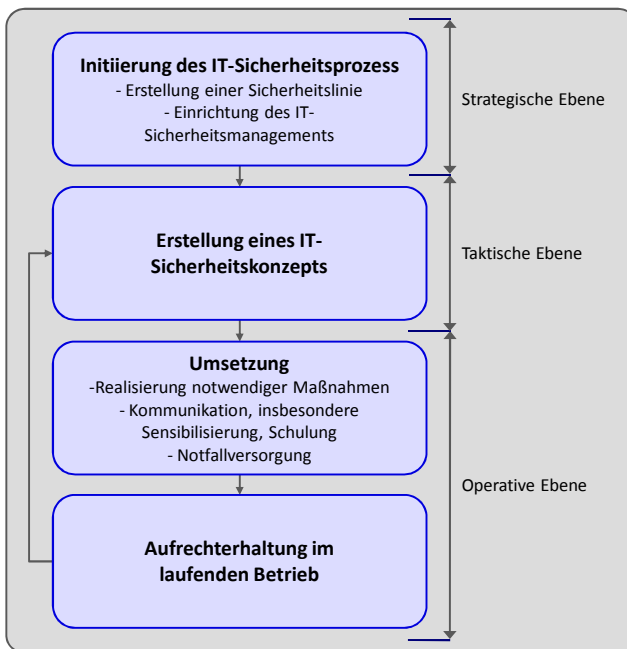 Initiierung des IT-Sicherheitsprozess
- Erstellung einer Sicherheitslinie
- Einrichtung des IT-
Sicherheitsmanagements
Strategische Ebene
Erstellung eines IT-
Sicherheitskonzepts
Taktische Ebene
Umsetzung
-Realisierung notwendiger Maßnahmen
- Kommunikation, insbesondere
Sensibilisierung, Schulung
- Notfallversorgung
Operative Ebene
Aufrechterhaltung im
laufenden Betrieb